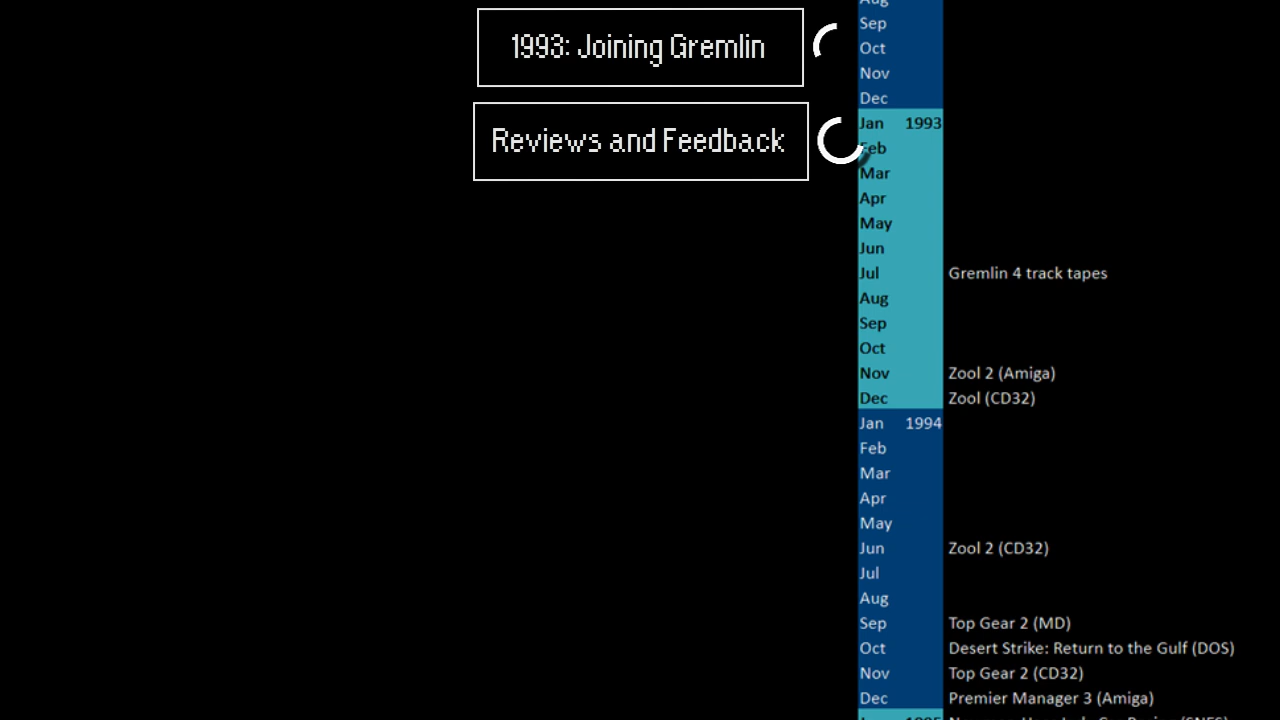 1993: Joining Gremlin
Reviews and Feedback
Aug
Sep
Oct
Nov
Dec
Jan 1993
Feb
Mar
Apr
May
Jun
Jul Gremlin 4 track tapes
Aug
Sep
Oct
Nov Zool 2 (Amiga)
Dec Zool (CD32)
Jan 1994
Feb
Mar
Apr
May
Jun Zool 2 (CD32)
Jul
Aug
Sep Top Gear 2 (MD)
Oct Desert Strike: Return to the Gulf (DOS)
Nov Top Gear 2 (CD32)
Dec Premier Manager 3 (Amiga)